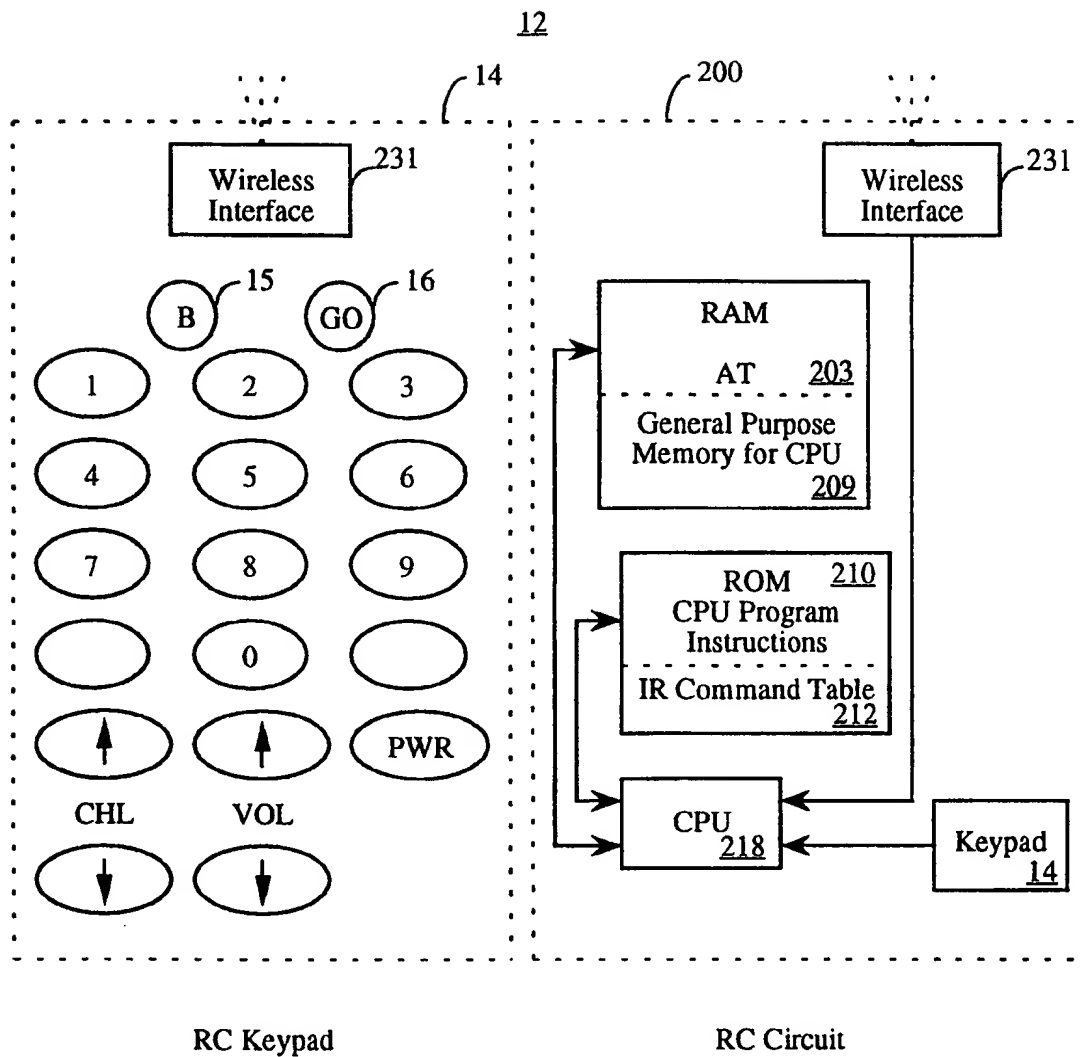 12
14
200
Wireless
Interface
231
Wireless
Interface
231
B
15
GO
16
1
2
3
4
5
6
7
8
9
0
CHL
VOL
PWR
RAM
AT 203
General Purpose
Memory for CPU
209
ROM 210
CPU Program
Instructions
IR Command Table
212
CPU
218
Keypad
14
RC Keypad
RC Circuit